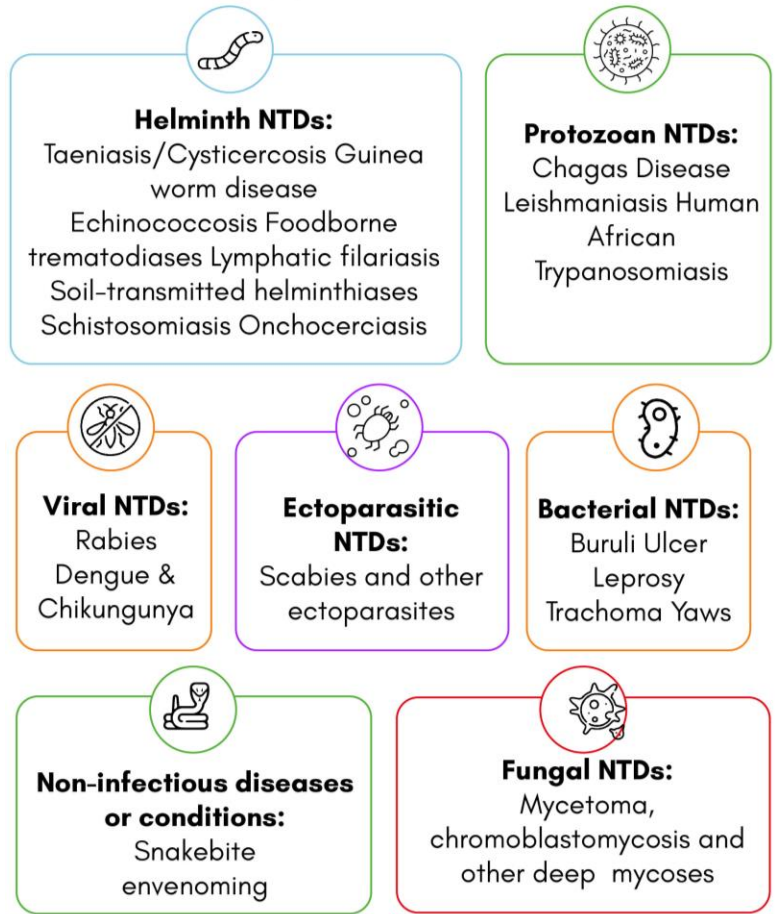 Helminth NTDs:
Taeniasis/Cysticercosis Guinea
worm disease
Echinococcosis Foodborne
trematodiases Lymphatic filariasis
Soil-transmitted helminthiases
Schistosomiasis Onchocerciasis
Protozoan NTDs:
Chagas Disease
Leishmaniasis Human
African
Trypanosomiasis
Viral NTDs:
Rabies
Dengue &
Chikungunya
Ectoparasitic
NTDs:
Scabies and other
ectoparasites
Bacterial NTDs:
Buruli Ulcer
Leprosy
Trachoma Yaws
Non-infectious diseases
or conditions:
Snakebite
envenoming
Fungal NTDs:
Mycetoma,
chromoblastomycosis and
other deep mycoses